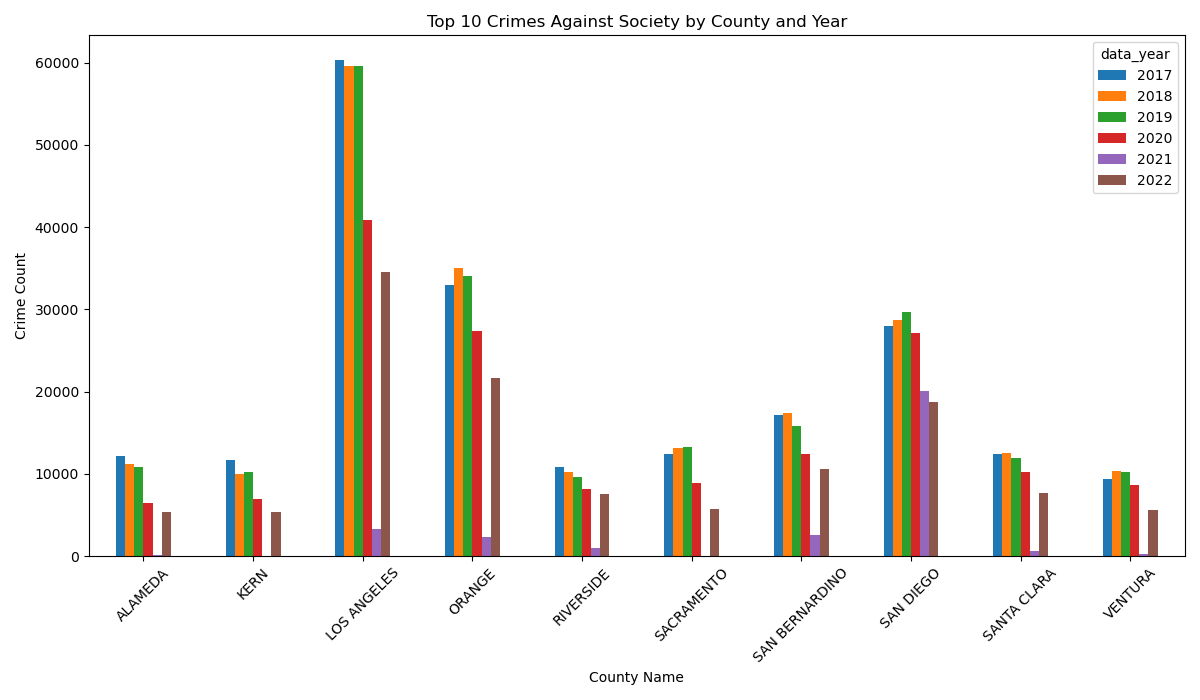 Top 10 Crimes Against Society by County and Year
data_year
2017
2018
2019
2020
2021
2022
Crime Count
60000
50000
40000
30000
20000
10000
0
ALAMEDA
KERN
LOS ANGELES
ORANGE
RIVERSIDE
SACRAMENTO
SAN BERNARDINO
SAN DIEGO
SANTA CLARA
VENTURA
County Name